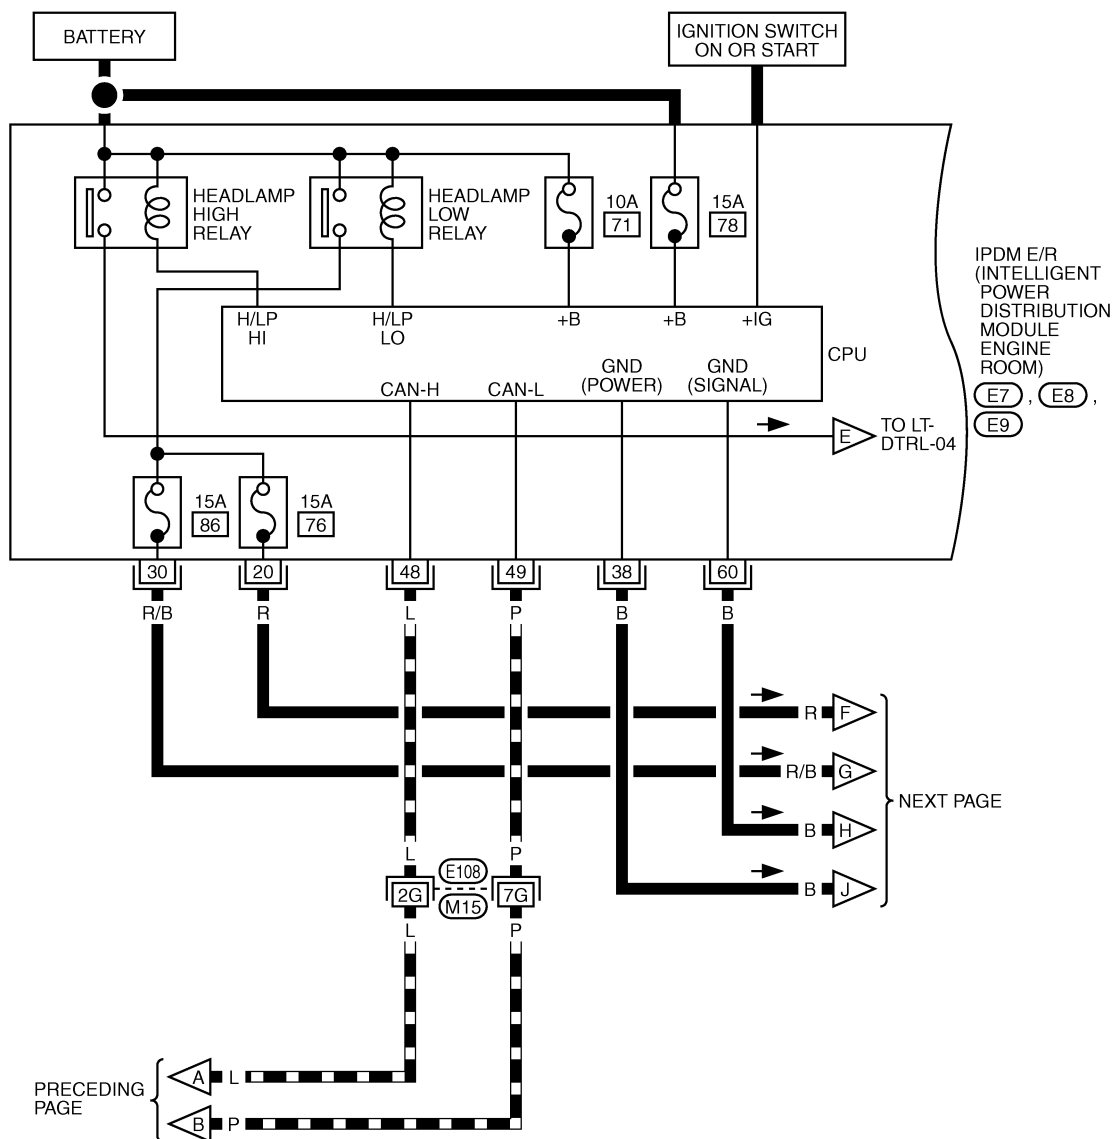 BATTERY
IGNITION SWITCH
ON OR START
HEADLAMP
HIGH
RELAY
HEADLAMP
LOW
RELAY
10A
71
15A
78
IPDM E/R
(INTELLIGENT
POWER
DISTRIBUTION
MODULE
ENGINE
ROOM)
E7 , E8 ,
E9
H/LP
HI
H/LP
LO
+B
+B
+IG
CPU
CAN-H
CAN-L
GND
(POWER)
GND
(SIGNAL)
E
TO LT-
DTRL-04
15A
86
15A
76
30
20
48
49
38
60
R/B
R
L
P
B
B
R
F
R/B
G
B
H
B
J
NEXT PAGE
L
P
E108
2G
7G
M15
L
P
PRECEDING
PAGE
A
L
B
P